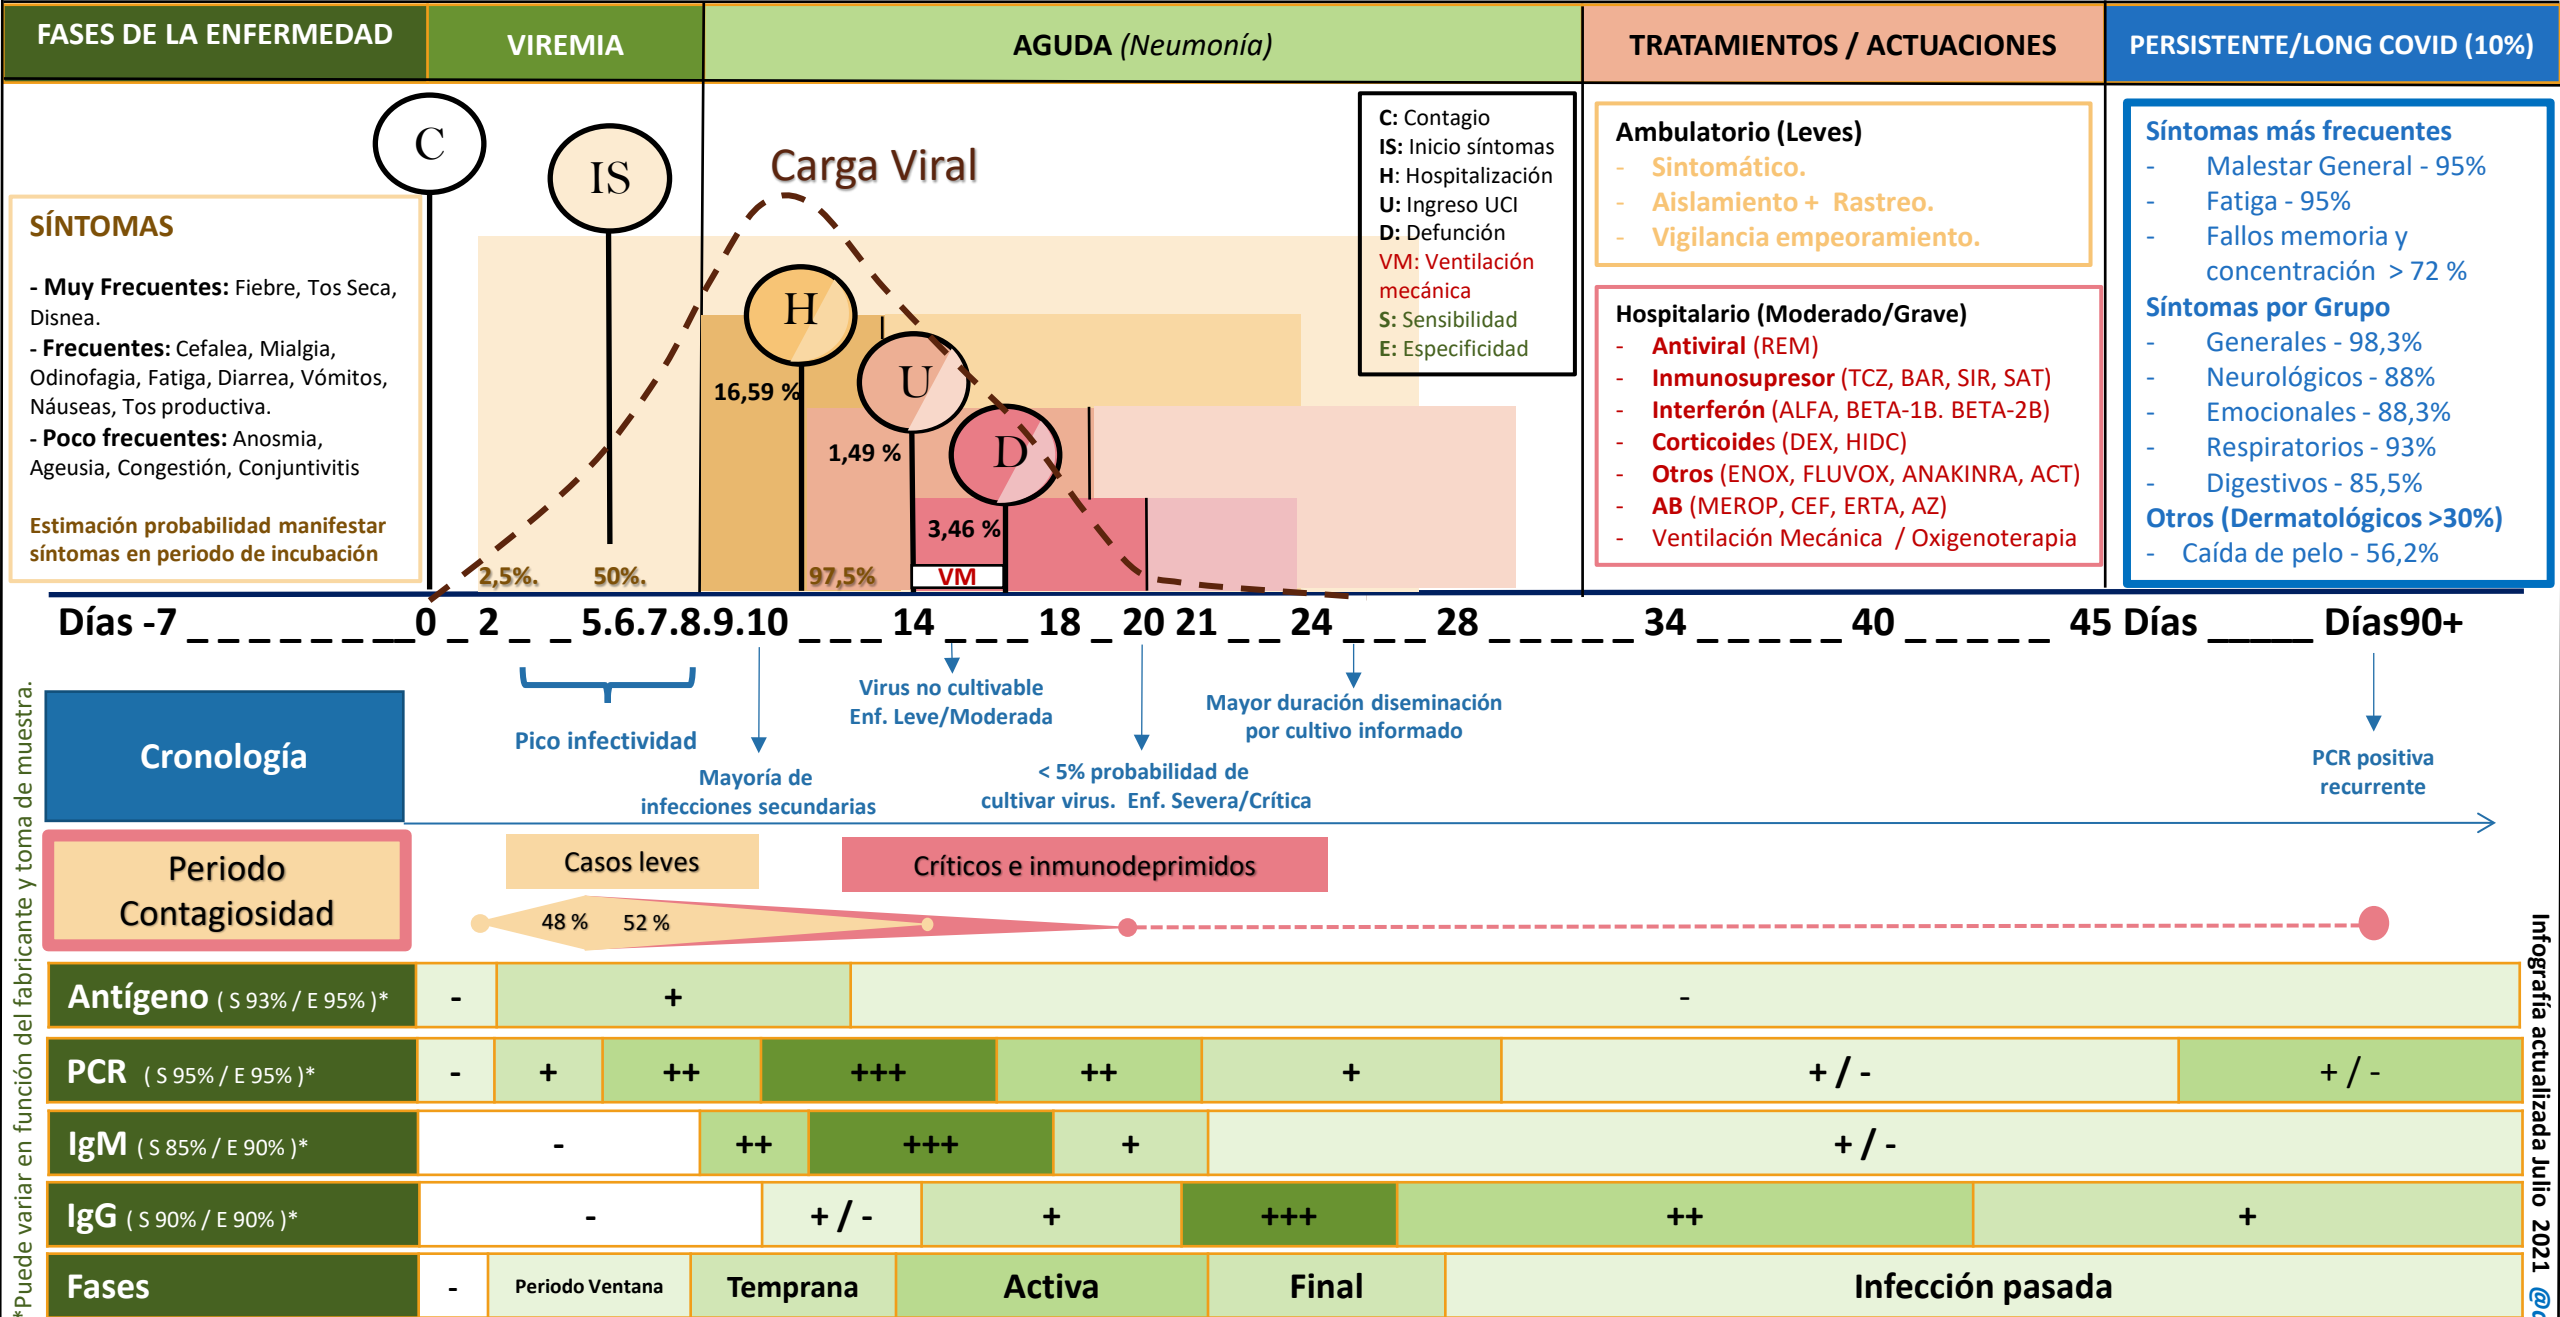 FASES DE LA ENFERMEDAD
VIREMIA
AGUDA (Neumonía)
TRATAMIENTOS / ACTUACIONES
PERSISTENTE/LONG COVID (10%)
C
IS
Carga Viral
H
U
D
16,59 %
1,49 %
3,46 %
2,5%.
50%.
97,5%
VM
SÍNTOMAS
- Muy Frecuentes: Fiebre, Tos Seca,
Disnea.
- Frecuentes: Cefalea, Mialgia,
Odinofagia, Fatiga, Diarrea, Vómitos,
Náuseas, Tos productiva.
- Poco frecuentes: Anosmia,
Ageusia, Congestión, Conjuntivitis
Estimación probabilidad manifestar
síntomas en periodo de incubación
C: Contagio
IS: Inicio síntomas
H: Hospitalización
U: Ingreso UCI
D: Defunción
VM: Ventilación
mecánica
S: Sensibilidad
E: Especificidad
Ambulatorio (Leves)
- Sintomático.
- Aislamiento + Rastreo.
- Vigilancia empeoramiento.
Hospitalario (Moderado/Grave)
- Antiviral (REM)
- Inmunosupresor (TCZ, BAR, SIR, SAT)
- Interferón (ALFA, BETA-1B. BETA-2B)
- Corticoides (DEX, HIDC)
- Otros (ENOX, FLUVOX, ANAKINRA, ACT)
- AB (MEROP, CEF, ERTA, AZ)
- Ventilación Mecánica / Oxigenoterapia
Síntomas más frecuentes
- Malestar General - 95%
- Fatiga - 95%
- Fallos memoria y
concentración > 72 %
Síntomas por Grupo
- Generales - 98,3%
- Neurológicos - 88%
- Emocionales - 88,3%
- Respiratorios - 93%
- Digestivos - 85,5%
Otros (Dermatológicos >30%)
- Caída de pelo - 56,2%
Días -7 _ _ _ _ _ _ _ _0 _ 2 _ _ 5.6.7.8.9.10 _ _ _ 14 _ _ _ 18 _ 20 21 _ _ 24 _ _ _ 28 _ _ _ _ _ 34 _ _ _ _ _ 40 _ _ _ _ _ 45 Días _____ Días90+
Pico infectividad
Mayoría de
infecciones secundarias
Virus no cultivable
Enf. Leve/Moderada
< 5% probabilidad de
cultivar virus. Enf. Severa/Crítica
Mayor duración diseminación
por cultivo informado
PCR positiva
recurrente
Cronología
Periodo
Contagiosidad
Casos leves
Críticos e inmunodeprimidos
48 %
52 %
Antígeno ( S 93% / E 95% )* - + -
PCR ( S 95% / E 95% )* - + ++ +++ ++ + + / - + / -
IgM ( S 85% / E 90% )* - ++ +++ + + / -
IgG ( S 90% / E 90% )* - + / - + +++ ++ +
Fases - Periodo Ventana Temprana Activa Final Infección pasada
*Puede variar en función del fabricante y toma de muestra.
Infografía actualizada Julio 2021